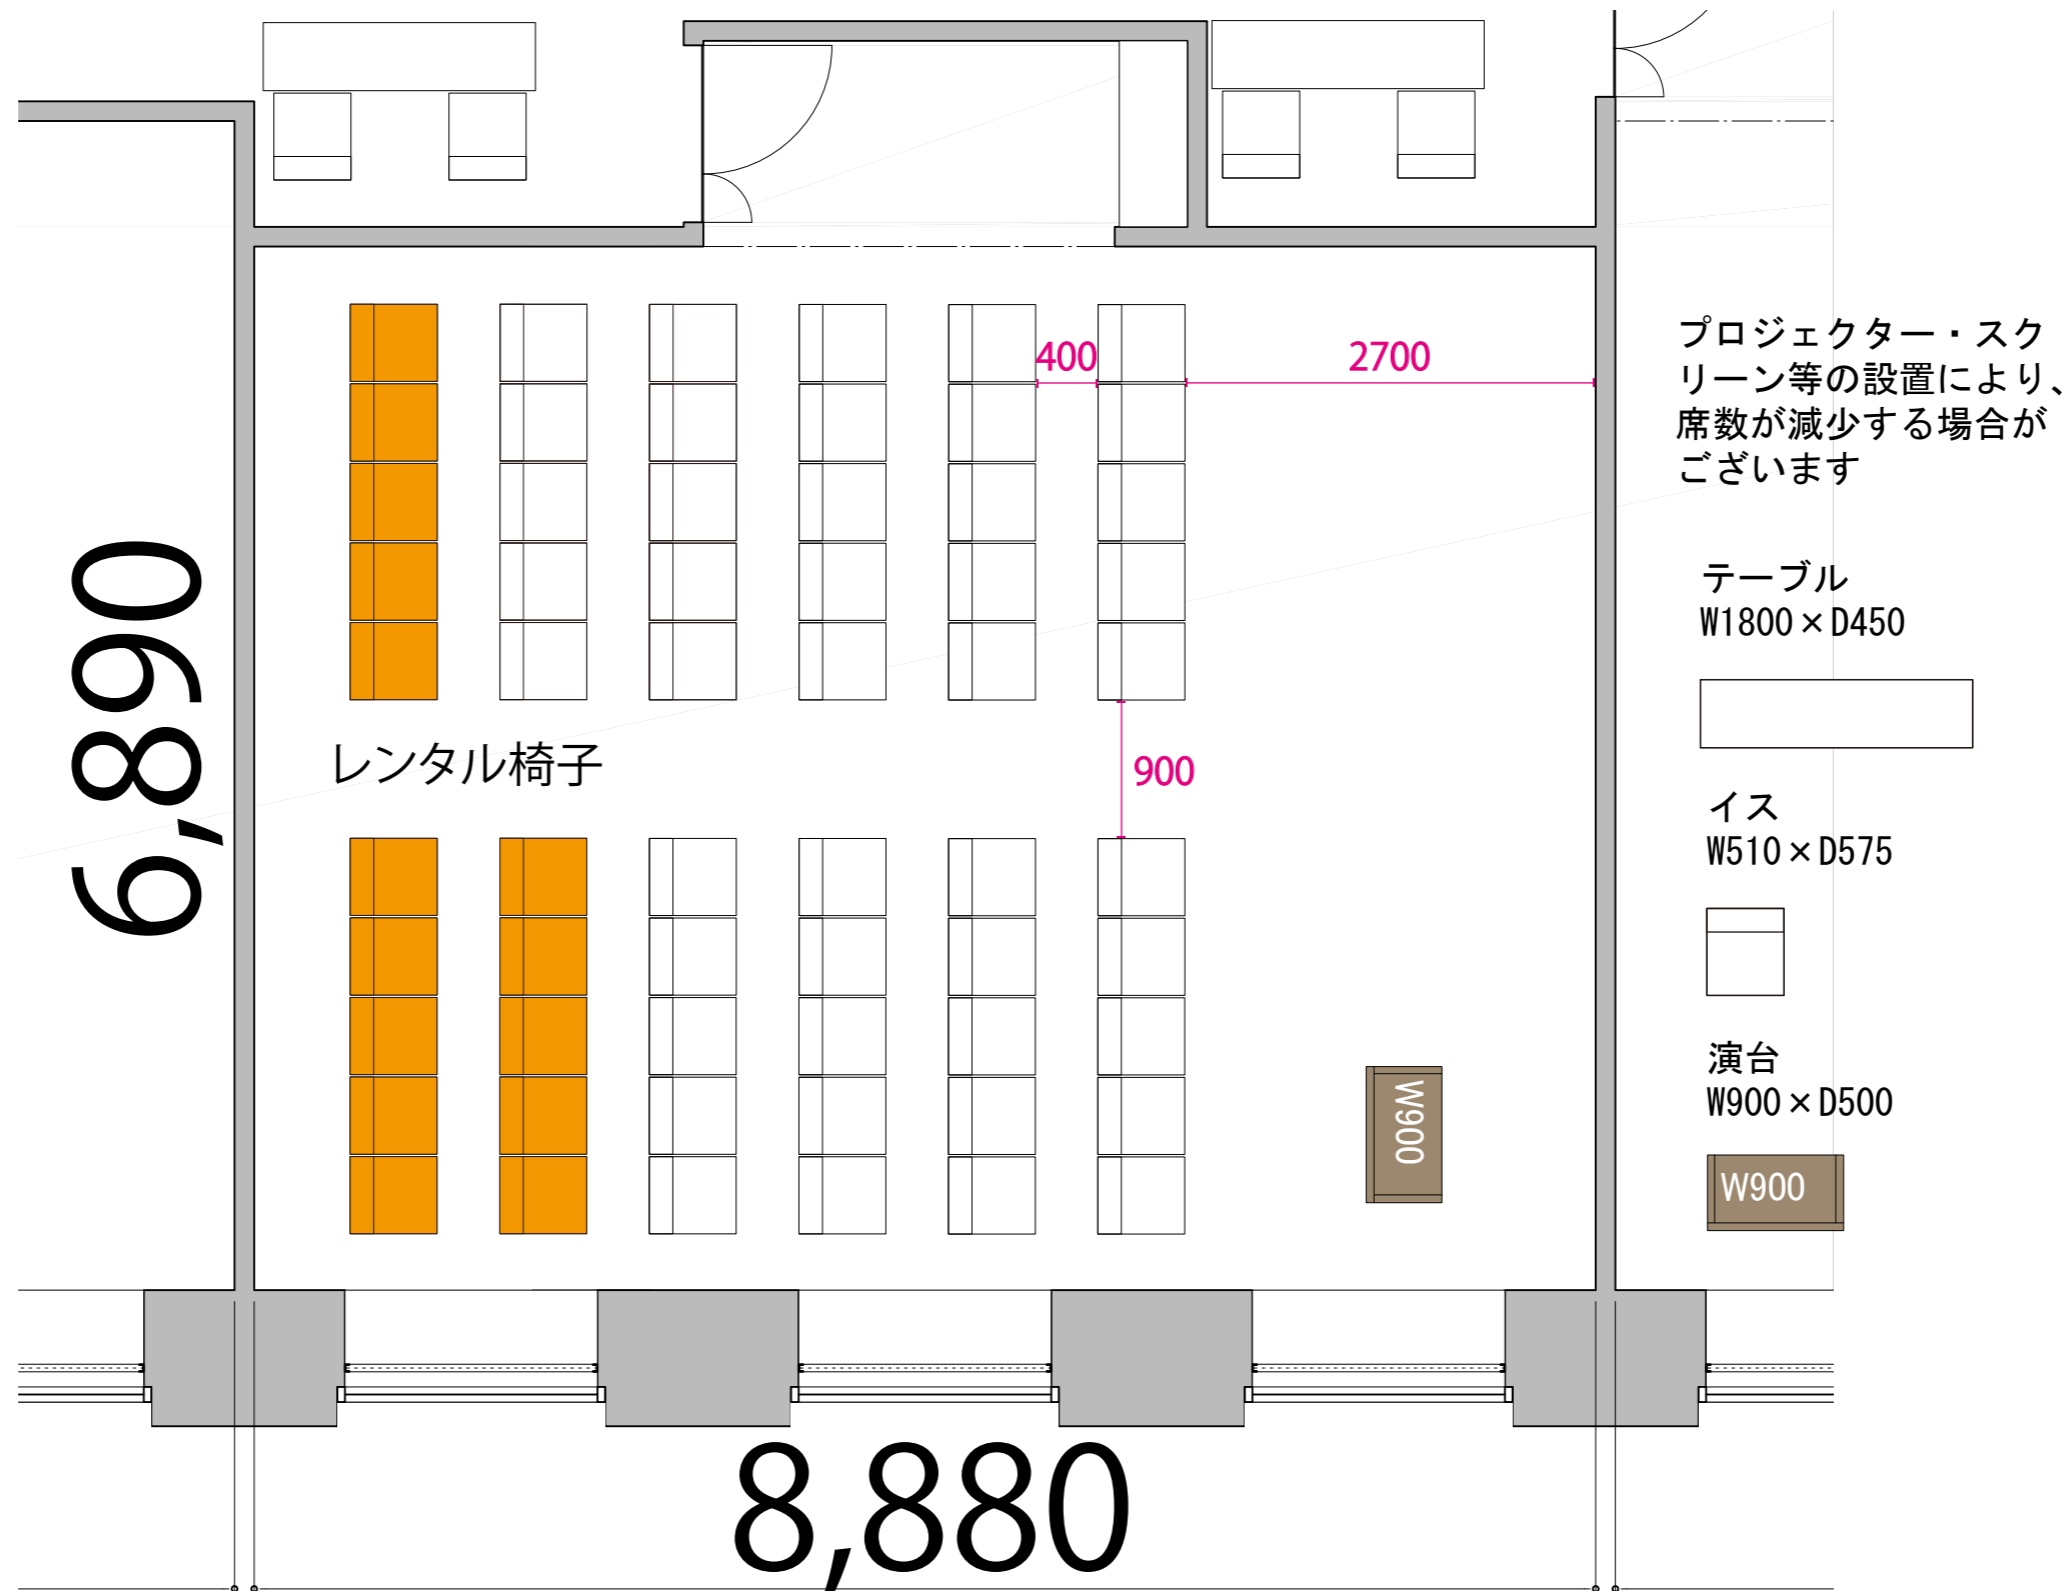 400
2700
プロジェクター・スク
リーン等の設置により、
席数が減少する場合が
ございます
6,890
テーブル
W1800×D450
レンタル椅子
900
イス
W510×D575
演台
W900×D500
W900
W900
8,880